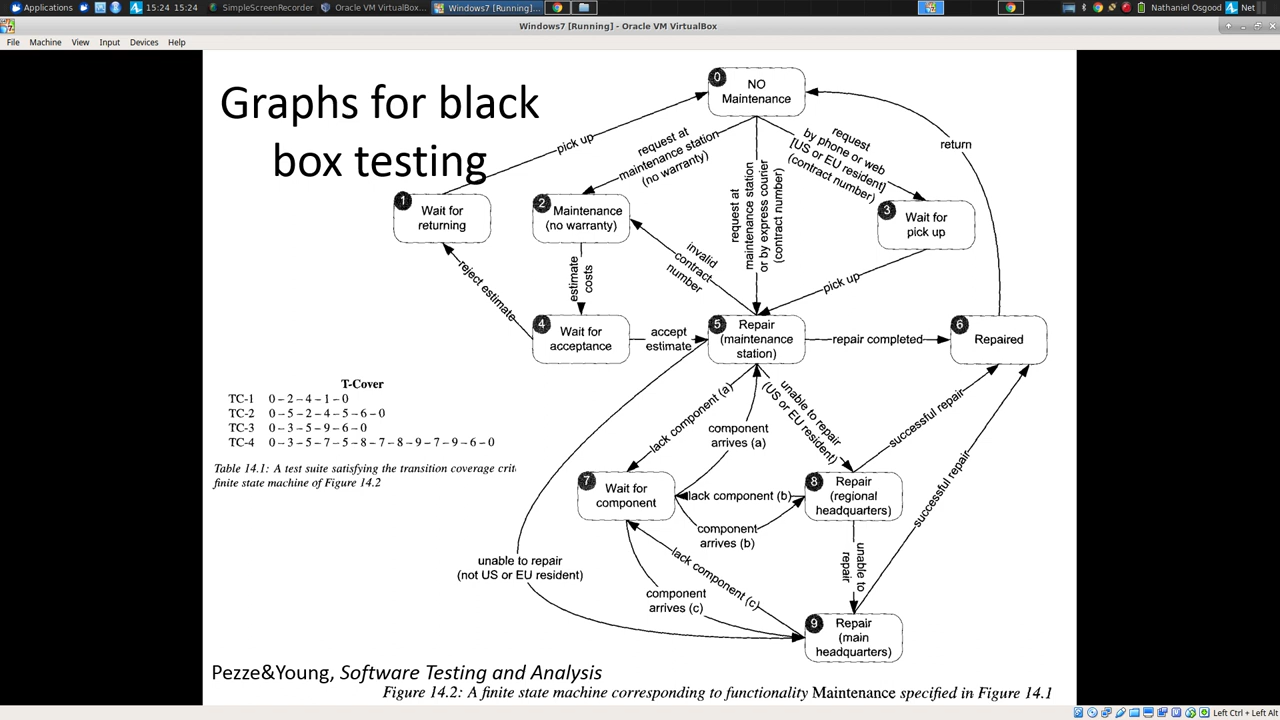 Applications
15:24 15:24
SimpleScreenRecorder
Oracle VM VirtualBox...
Windows7 [Running] - O...
Nathaniel Osgood
Net
Windows7 [Running] - Oracle VM VirtualBox
File Machine View Input Devices Help
Graphs for black
box testing
0
NO
Maintenance
pick up
request at
maintenance station
(no warranty)
request at
maintenance station
or by express courier
(contract number)
request
by phone or web
[US or EU resident]
(contract number)
return
1
Wait for
returning
2
Maintenance
(no warranty)
3
Wait for
pick up
reject estimate
estimate
costs
invalid
contract
number
pick up
4
Wait for
acceptance
accept
estimate
5
Repair
(maintenance
station)
repair completed
6
Repaired
T-Cover
TC-1 0 – 2 – 4 – 1 – 0
TC-2 0 – 5 – 2 – 4 – 5 – 6 – 0
TC-3 0 – 3 – 5 – 9 – 6 – 0
TC-4 0 – 3 – 5 – 7 – 5 – 8 – 7 – 8 – 9 – 7 – 9 – 6 – 0
Table 14.1: A test suite satisfying the transition coverage crit
finite state machine of Figure 14.2
lack component (a)
component
arrives (a)
unable to repair
(US or EU resident)
successful repair
7
Wait for
component
lack component (b)
component
arrives (b)
8
Repair
(regional
headquarters)
successful repair
unable to repair
(not US or EU resident)
lack component (c)
component
arrives (c)
unable to
repair
9
Repair
(main
headquarters)
Pezze&Young, Software Testing and Analysis
Figure 14.2: A finite state machine corresponding to functionality Maintenance specified in Figure 14.1
Left Ctrl + Left Alt